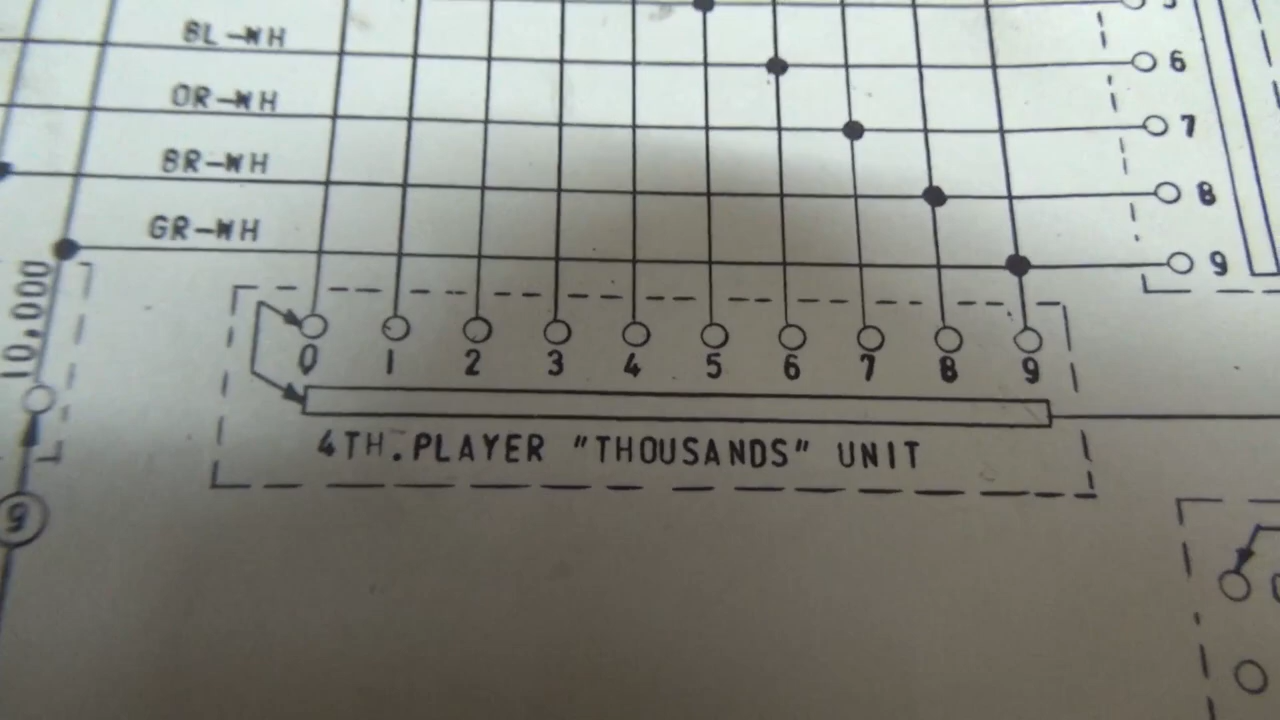 BL-WH
6
OR-WH
7
BR-WH
8
GR-WH
9
10,000
0 1 2 3 4 5 6 7 8 9
4TH. PLAYER "THOUSANDS" UNIT